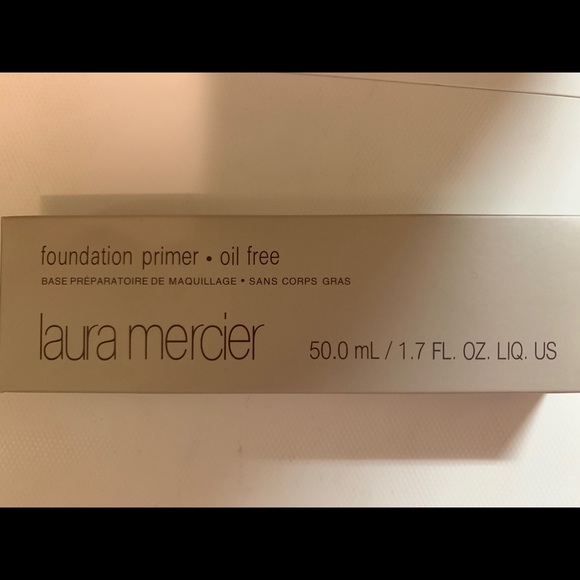 foundation primer • oil free
BASE PRÉPARATOIRE DE MAQUILLAGE • SANS CORPS GRAS
laura mercier 50.0 mL / 1.7 FL. OZ. LIQ. US